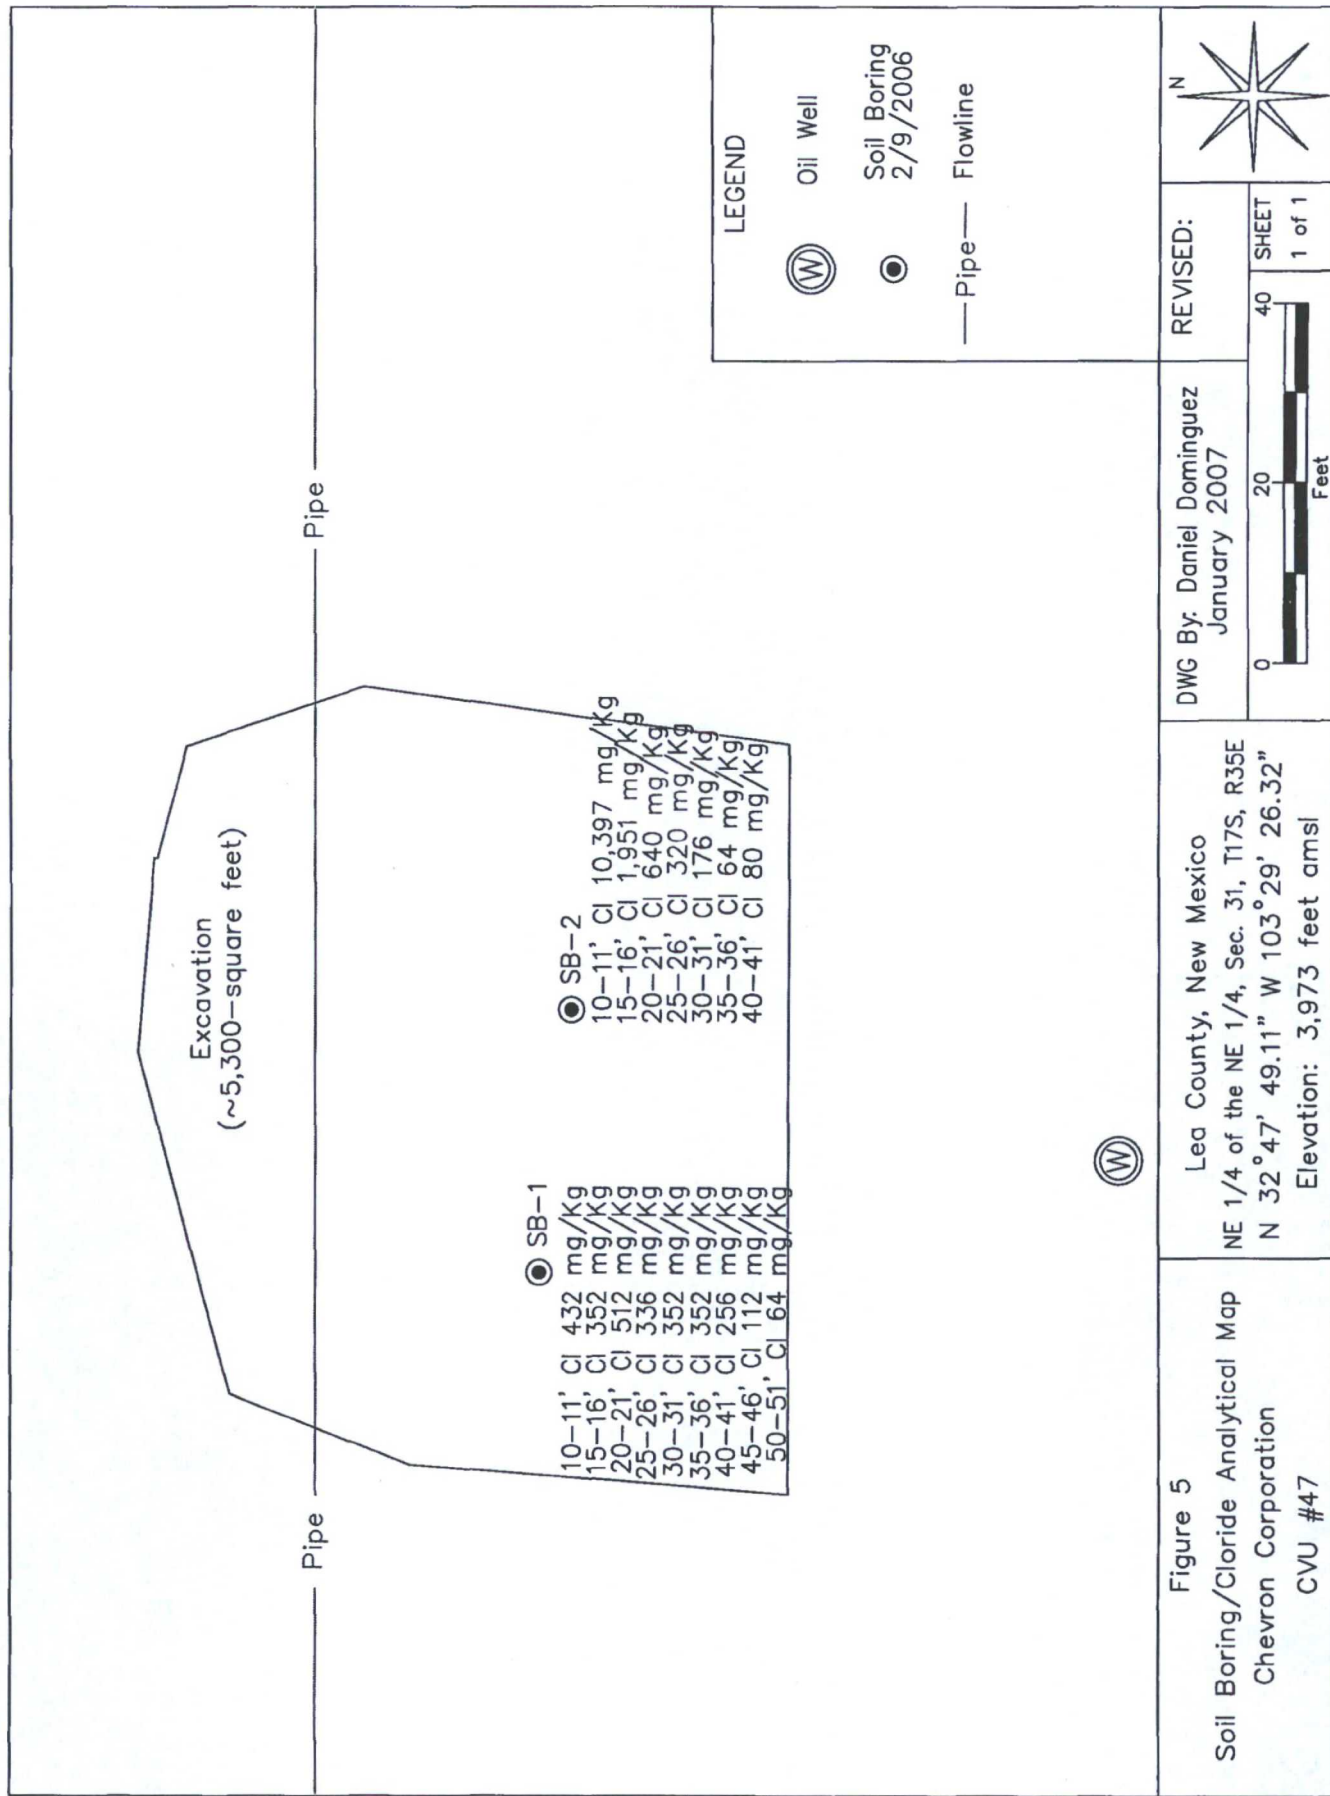 Pipe
Pipe
Excavation
(~5,300-square feet)
SB-1
10-11', Cl 432 mg/Kg
15-16', Cl 352 mg/Kg
20-21', Cl 512 mg/Kg
25-26', Cl 336 mg/Kg
30-31', Cl 352 mg/Kg
35-36', Cl 352 mg/Kg
40-41', Cl 256 mg/Kg
45-46', Cl 112 mg/Kg
50-51', Cl 64 mg/Kg
SB-2
10-11', Cl 10,397 mg/Kg
15-16', Cl 1,951 mg/Kg
20-21', Cl 640 mg/Kg
25-26', Cl 320 mg/Kg
30-31', Cl 176 mg/Kg
35-36', Cl 64 mg/Kg
40-41', Cl 80 mg/Kg
W
LEGEND
W Oil Well
Soil Boring
2/9/2006
Pipe Flowline
Figure 5
Soil Boring/Cloride Analytical Map
Chevron Corporation
CVU #47
Lea County, New Mexico
NE 1/4 of the NE 1/4, Sec. 31, T17S, R35E
N 32°47' 49.11" W 103°29' 26.32"
Elevation: 3,973 feet amsl
DWG By: Daniel Dominguez
January 2007
REVISED:
0 20 40
Feet
SHEET
1 of 1
N